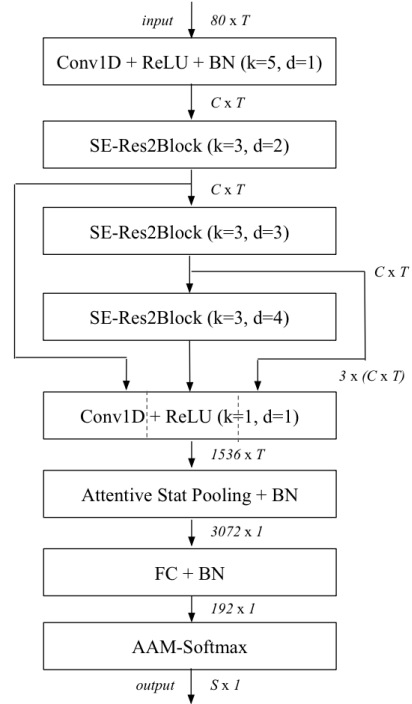 input 80 x T
Conv1D + ReLU + BN (k=5, d=1)
C x T
SE-Res2Block (k=3, d=2)
C x T
SE-Res2Block (k=3, d=3)
C x T
SE-Res2Block (k=3, d=4)
3 x (C x T)
Conv1D + ReLU (k=1, d=1)
1536 x T
Attentive Stat Pooling + BN
3072 x 1
FC + BN
192 x 1
AAM-Softmax
output S x 1